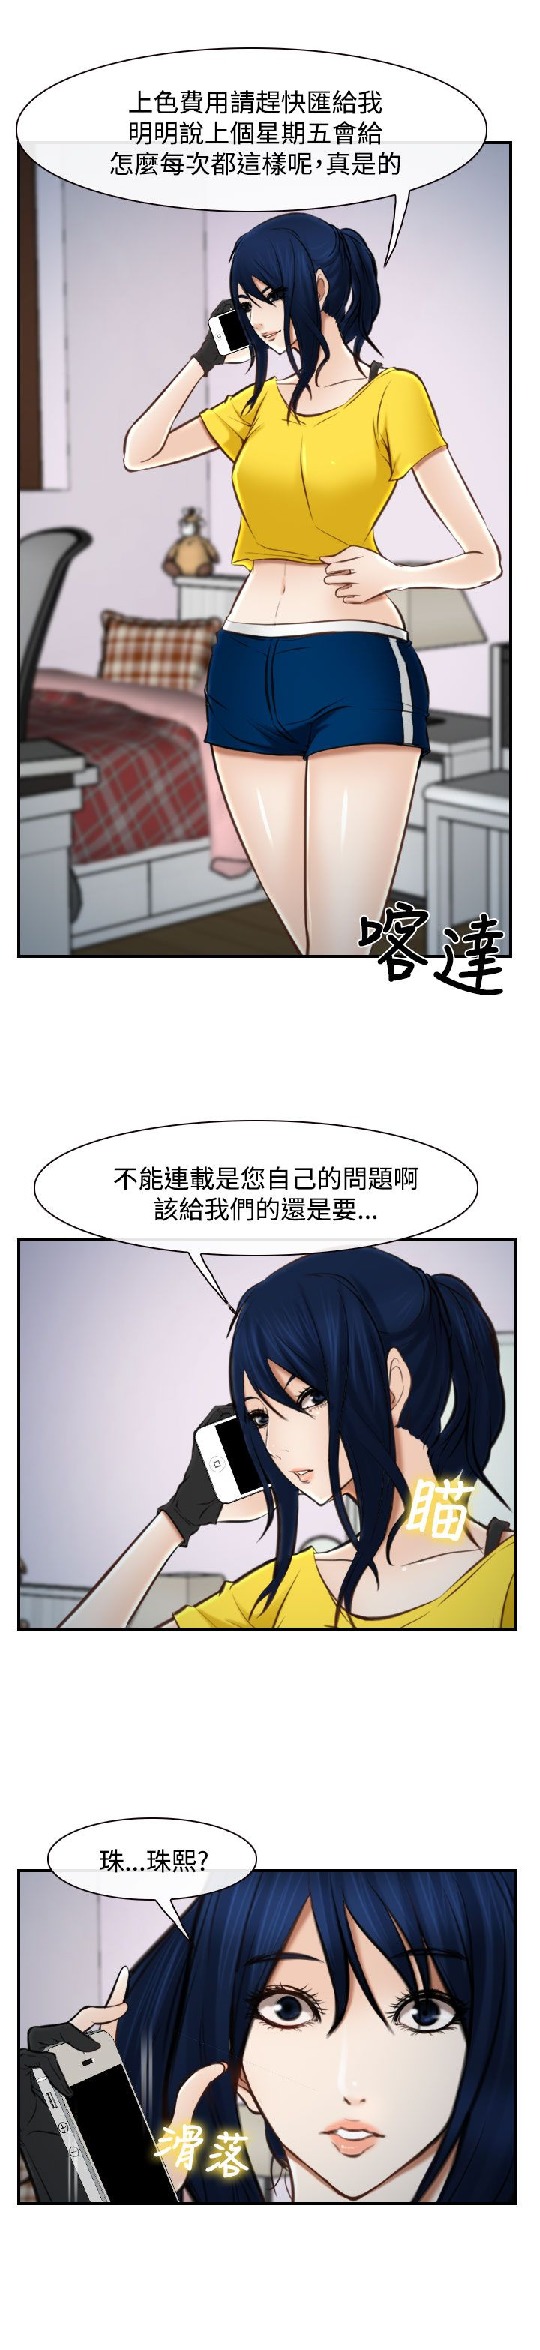 上色費用請趕快匯給我
明明說上個星期五會給
怎麼每次都這樣呢,真是的
喀達
不能連載是您自己的問題啊
該給我們的還是要...
瞄
珠...珠熙?
滑落